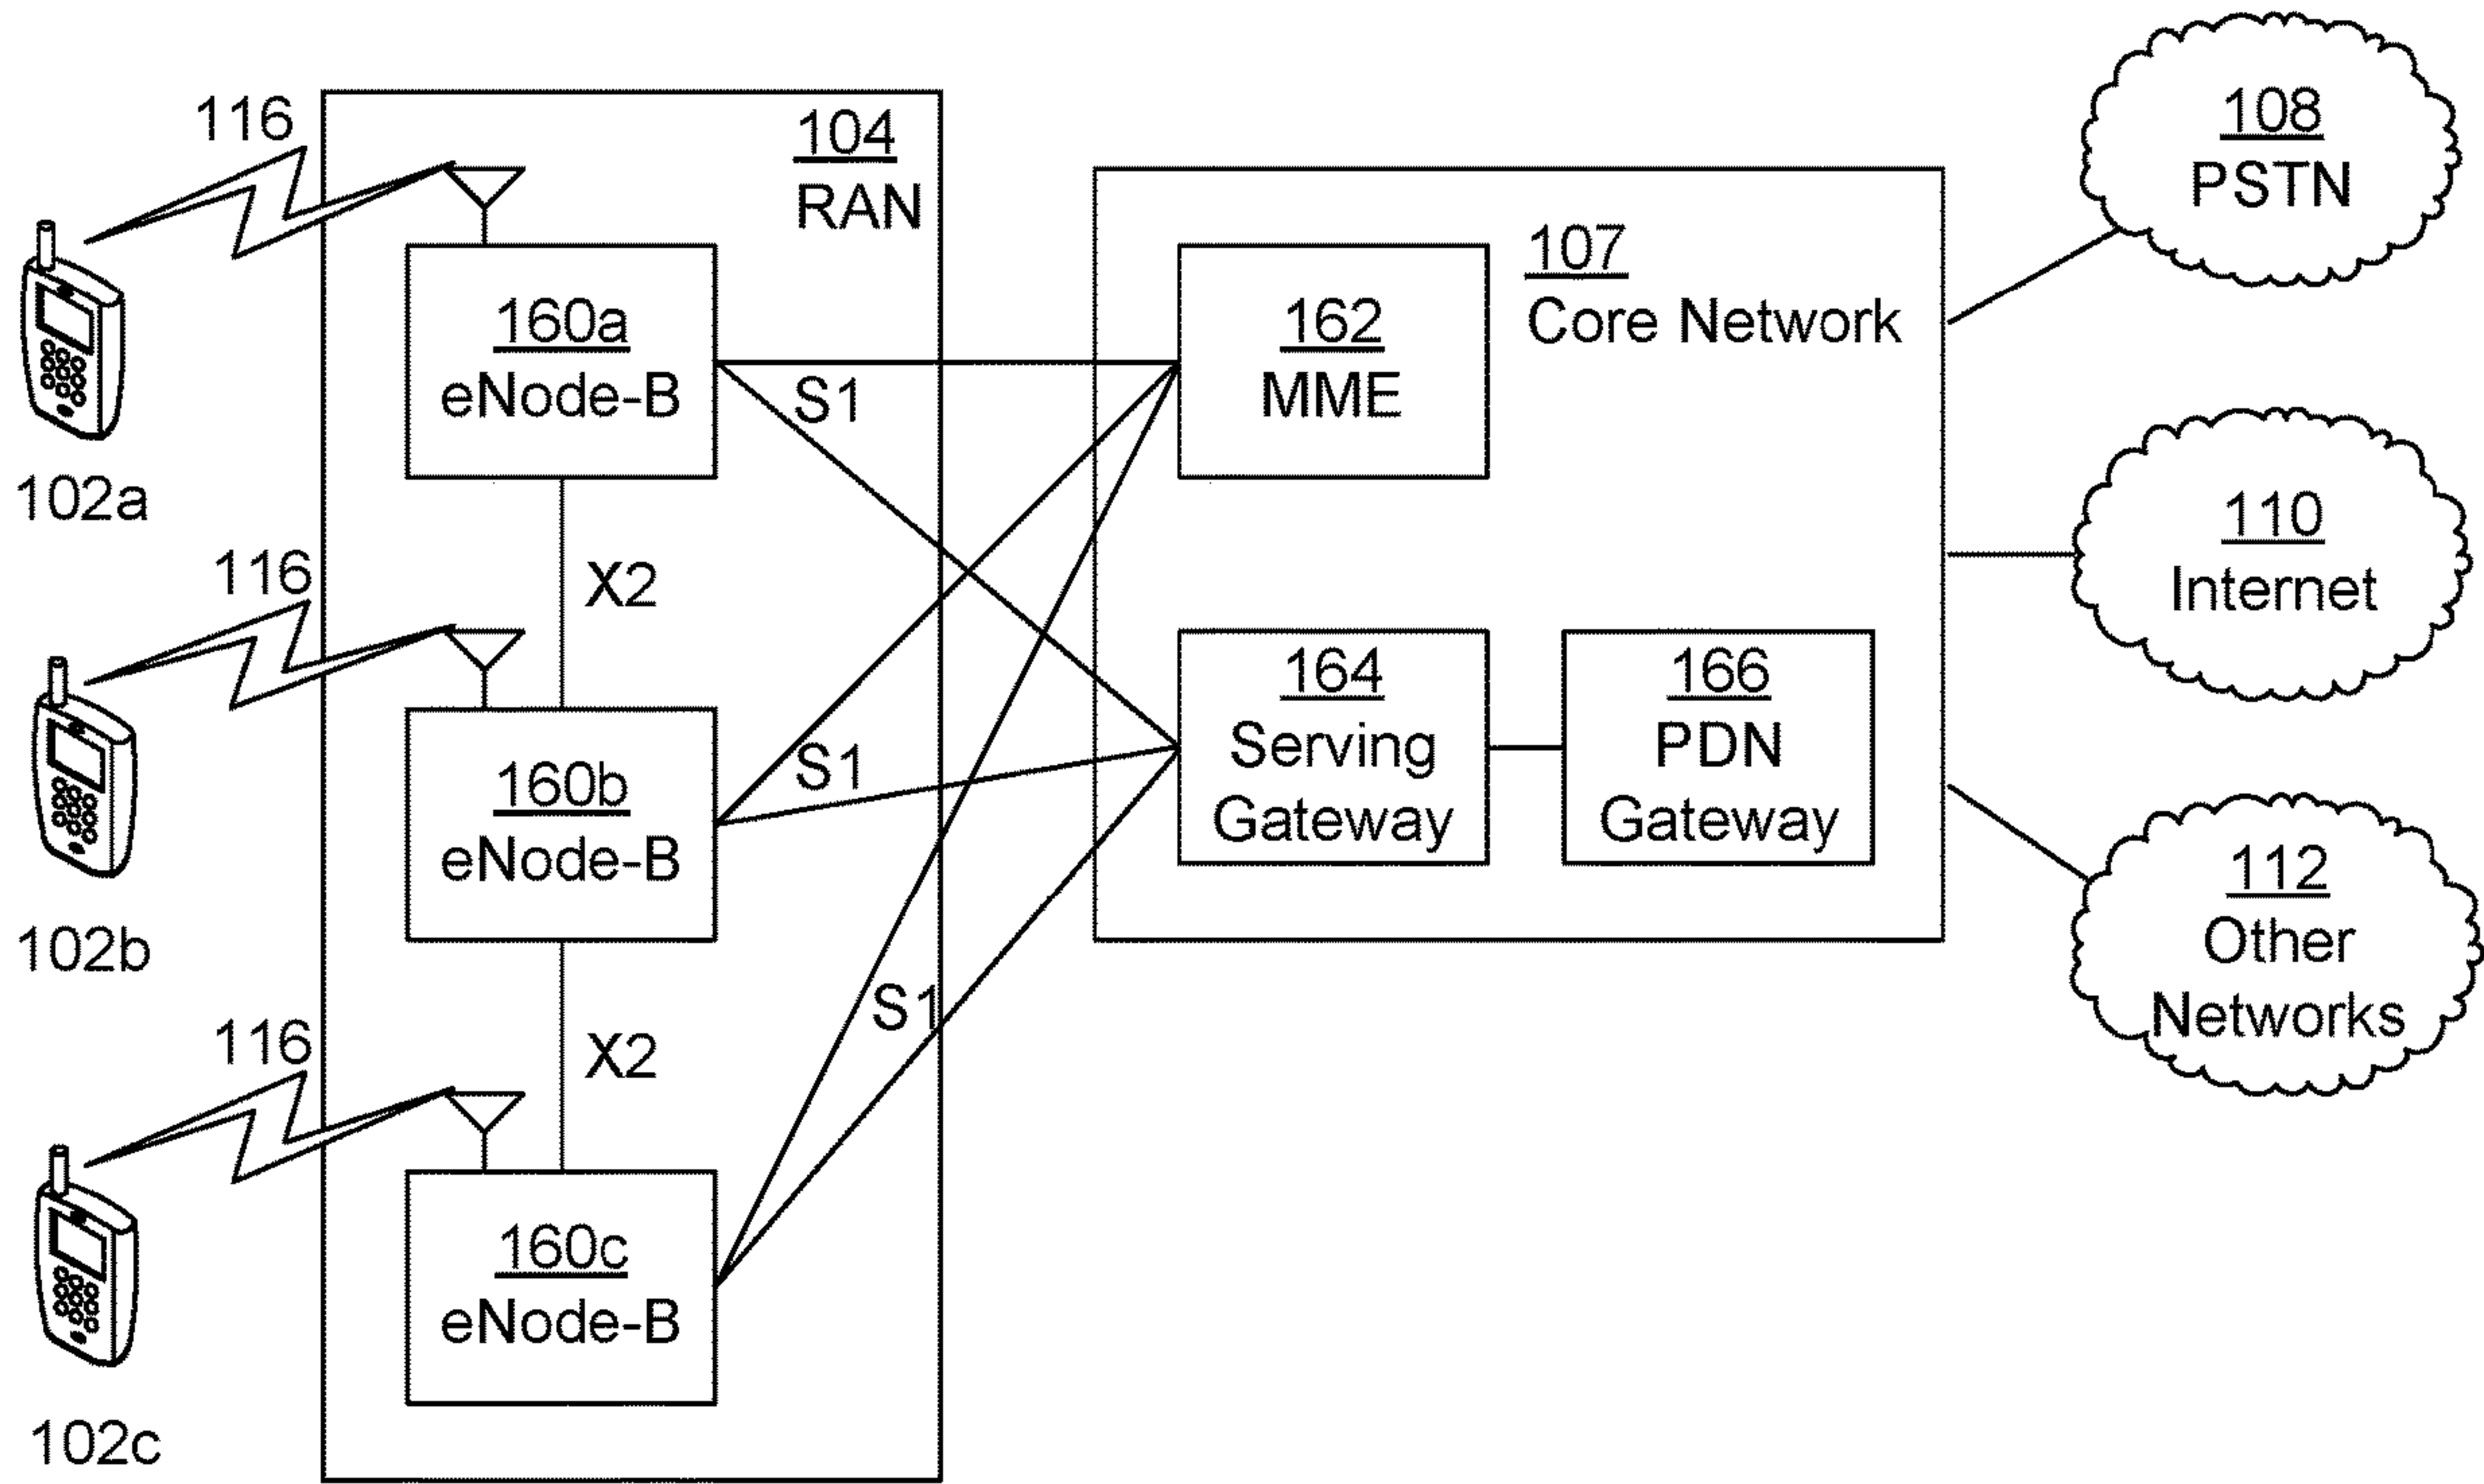 116
102a
116
102b
116
102c
104
RAN
160a
eNode-B
X2
160b
eNode-B
X2
160c
eNode-B
S1
S1
S1
107
Core Network
162
MME
164
Serving
Gateway
166
PDN
Gateway
108
PSTN
110
Internet
112
Other
Networks